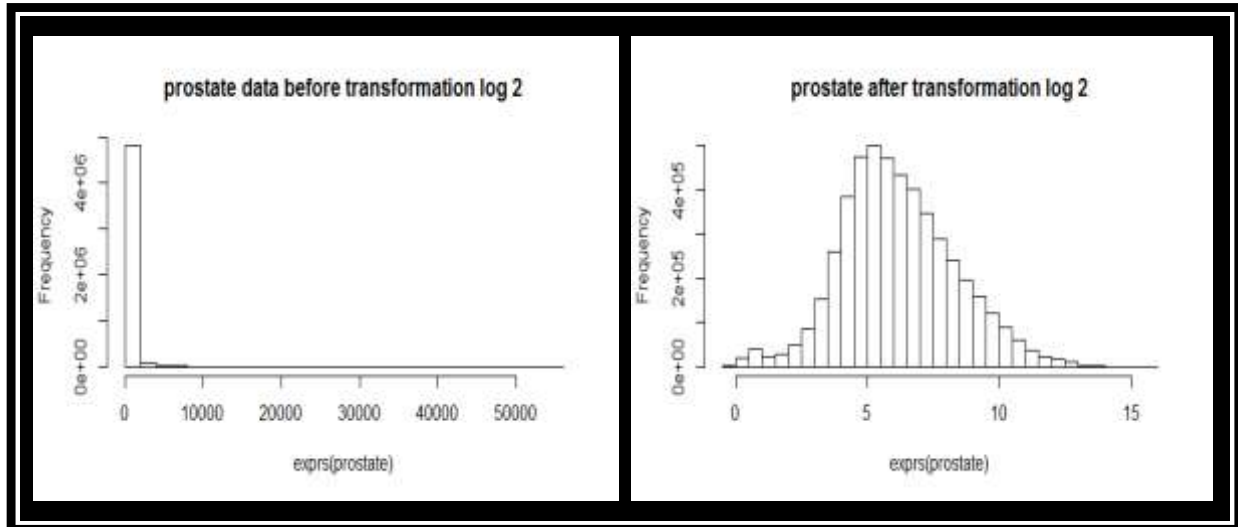 prostate data before transformation log 2
Frequency
4e+06
2e+06
0e+00
0 10000 20000 30000 40000 50000
exprs(prostate)
prostate after transformation log 2
Frequency
4e+05
2e+05
0e+00
0 5 10 15
exprs(prostate)